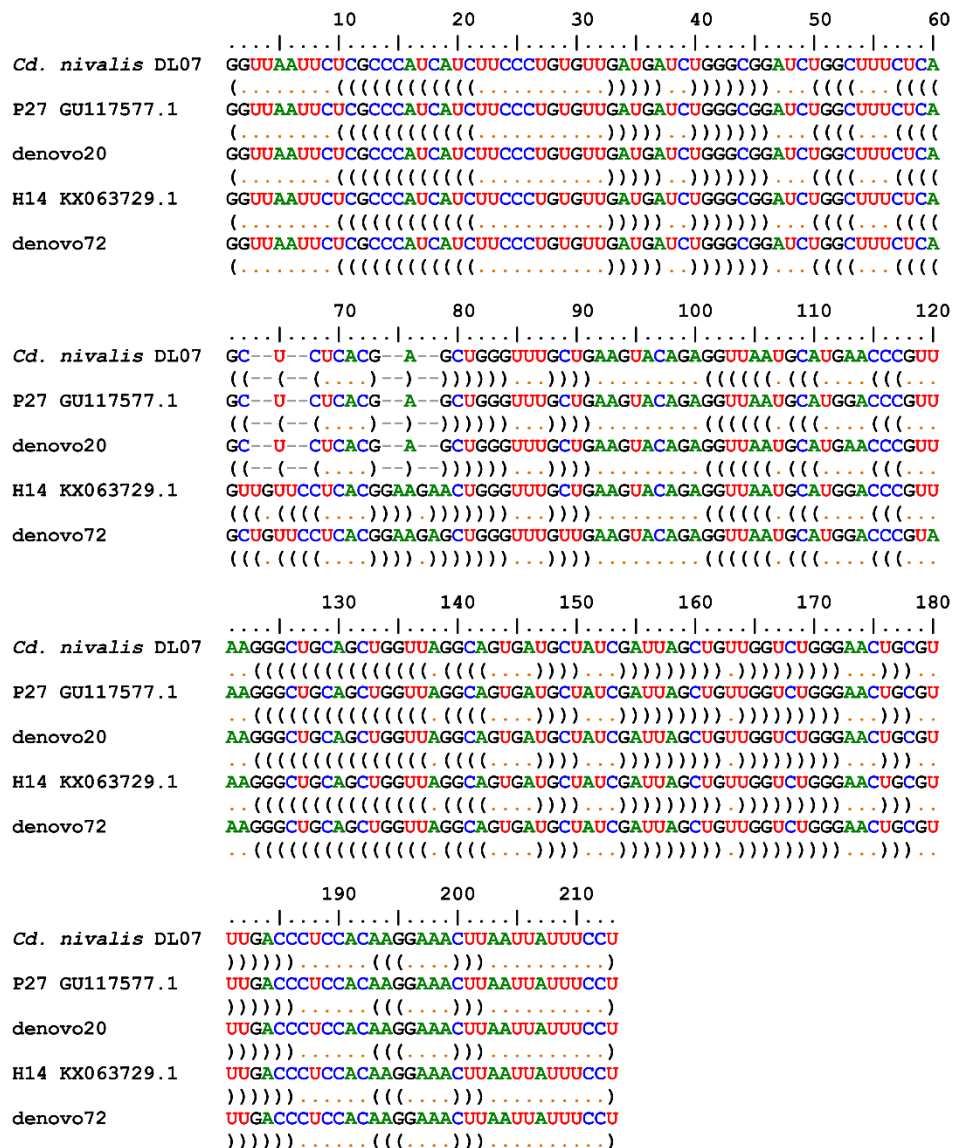 10 20 30 40 50 60
....|....|....|....|....|....|....|....|....|....|....|....|
Cd. nivalis DL07 GGUUAAUUCUCGCCCAUCAUCUUCCCUGUGUUGAUGAUCUGGGCGGAUCUGGCUUUCUCA
(........((((((((((((...........)))))..)))))))...((((...((((
P27 GU117577.1 GGUUAAUUCUCGCCCAUCAUCUUCCCUGUGUUGAUGAUCUGGGCGGAUCUGGCUUUCUCA
(........((((((((((((...........)))))..)))))))...((((...((((
denovo20 GGUUAAUUCUCGCCCAUCAUCUUCCCUGUGUUGAUGAUCUGGGCGGAUCUGGCUUUCUCA
(........((((((((((((...........)))))..)))))))...((((...((((
H14 KX063729.1 GGUUAAUUCUCGCCCAUCAUCUUCCCUGUGUUGAUGAUCUGGGCGGAUCUGGCUUUCUCA
(........((((((((((((...........)))))..)))))))...((((...((((
denovo72 GGUUAAUUCUCGCCCAUCAUCUUCCCUGUGUUGAUGAUCUGGGCGGAUCUGGCUUUCUCA
(........((((((((((((...........)))))..)))))))...((((...((((
70 80 90 100 110 120
....|....|....|....|....|....|....|....|....|....|....|....|
Cd. nivalis DL07 GC--U--CUCACG--A--GCUGGGUUUGCUGAAGUACAGAGGUUAAUGCAUGAACCCGUU
((--(--(....)--)--))))))...)))).........((((((.(((....(((...
P27 GU117577.1 GC--U--CUCACG--A--GCUGGGUUUGCUGAAGUACAGAGGUUAAUGCAUGGACCCGUU
((--(--(....)--)--))))))...)))).........((((((.(((....(((...
denovo20 GC--U--CUCACG--A--GCUGGGUUUGCUGAAGUACAGAGGUUAAUGCAUGAACCCGUU
((--(--(....)--)--))))))...)))).........((((((.(((....(((...
H14 KX063729.1 GUUGUUCCUCACGGAAGAACUGGGUUUGCUGAAGUACAGAGGUUAAUGCAUGGACCCGUU
(((.((((....)))).)))))))...)))).........((((((.(((....(((...
denovo72 GCUGUUCCUCACGGAAGAGCUGGGUUUGUUGAAGUACAGAGGUUAAUGCAUGGACCCGUA
(((.((((....)))).)))))))...)))).........((((((.(((....(((...
130 140 150 160 170 180
....|....|....|....|....|....|....|....|....|....|....|....|
Cd. nivalis DL07 AAGGGCUGCAGCUGGUUAGGCAGUGAUGCUAUCGAUUAGCUGUUGGUCUGGGAACUGCGU
..(((((((((((((((.((((....))))...))))))))).)))))))))...)))..
P27 GU117577.1 AAGGGCUGCAGCUGGUUAGGCAGUGAUGCUAUCGAUUAGCUGUUGGUCUGGGAACUGCGU
..(((((((((((((((.((((....))))...))))))))).)))))))))...)))..
denovo20 AAGGGCUGCAGCUGGUUAGGCAGUGAUGCUAUCGAUUAGCUGUUGGUCUGGGAACUGCGU
..(((((((((((((((.((((....))))...))))))))).)))))))))...)))..
H14 KX063729.1 AAGGGCUGCAGCUGGUUAGGCAGUGAUGCUAUCGAUUAGCUGUUGGUCUGGGAACUGCGU
..(((((((((((((((.((((....))))...))))))))).)))))))))...)))..
denovo72 AAGGGCUGCAGCUGGUUAGGCAGUGAUGCUAUCGAUUAGCUGUUGGUCUGGGAACUGCGU
..(((((((((((((((.((((....))))...))))))))).)))))))))...)))..
190 200 210
....|....|....|....|....|....|...
Cd. nivalis DL07 UUGACCCUCCACAAGGAAACUUAAUUAUUUCCU
))))))......(((....)))..........)
P27 GU117577.1 UUGACCCUCCACAAGGAAACUUAAUUAUUUCCU
))))))......(((....)))..........)
denovo20 UUGACCCUCCACAAGGAAACUUAAUUAUUUCCU
))))))......(((....)))..........)
H14 KX063729.1 UUGACCCUCCACAAGGAAACUUAAUUAUUUCCU
))))))......(((....)))..........)
denovo72 UUGACCCUCCACAAGGAAACUUAAUUAUUUCCU
))))))......(((....)))..........)